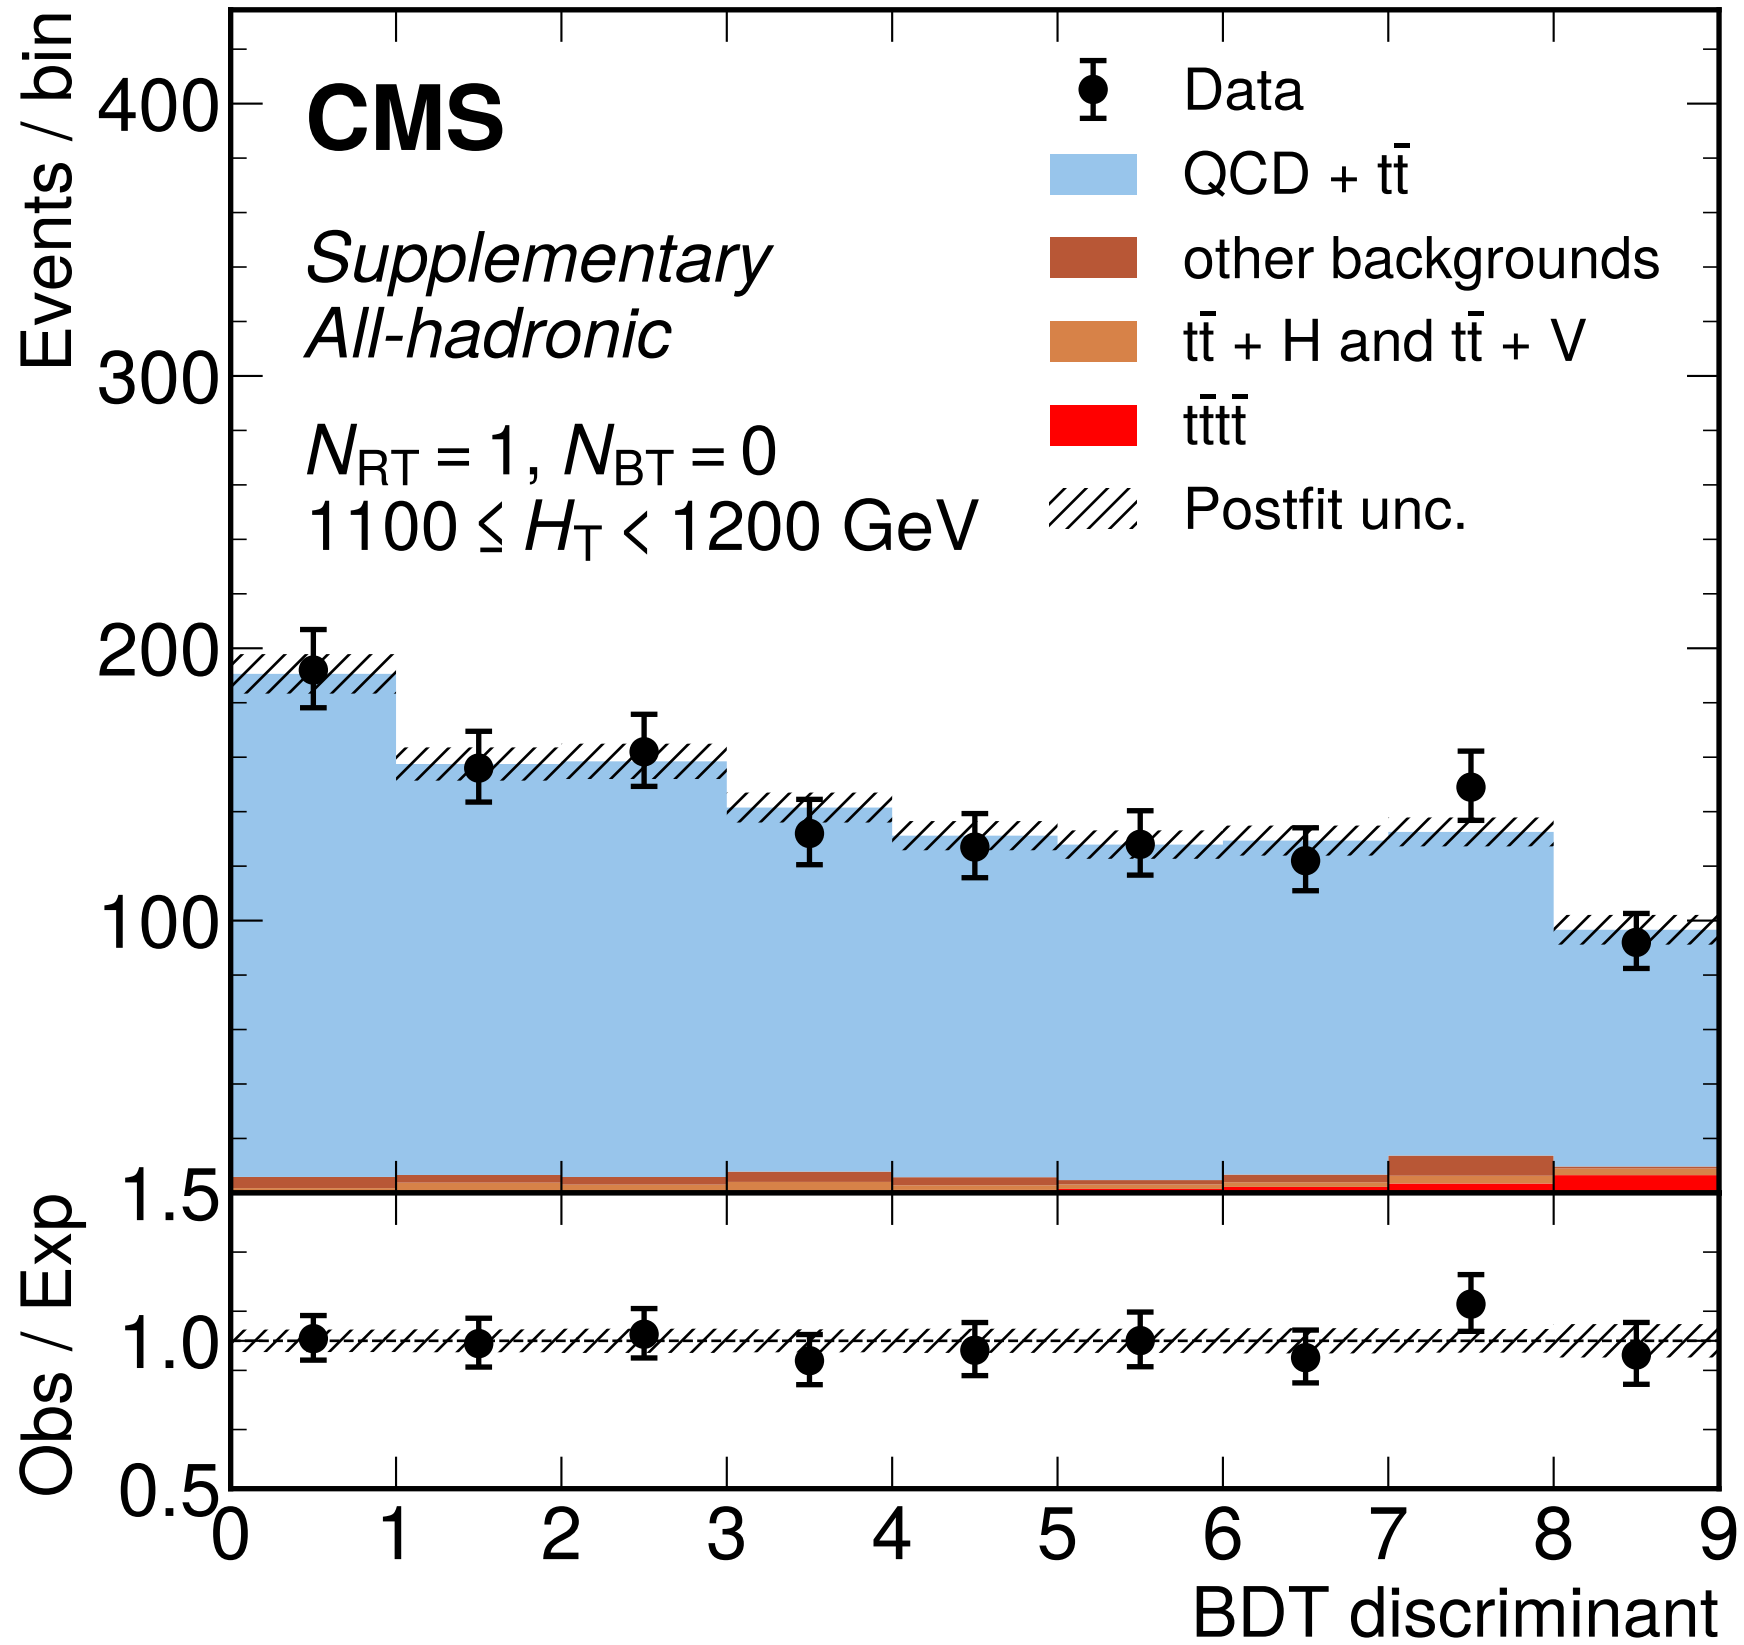 Events / bin
400
300
200
100
CMS
Supplementary
All-hadronic
N_RT = 1, N_BT = 0
1100 ≤ H_T < 1200 GeV
Data
QCD + tt̄
other backgrounds
tt̄ + H and tt̄ + V
tt̄tt̄
Postfit unc.
Obs / Exp
1.5
1.0
0.5
0 1 2 3 4 5 6 7 8 9
BDT discriminant